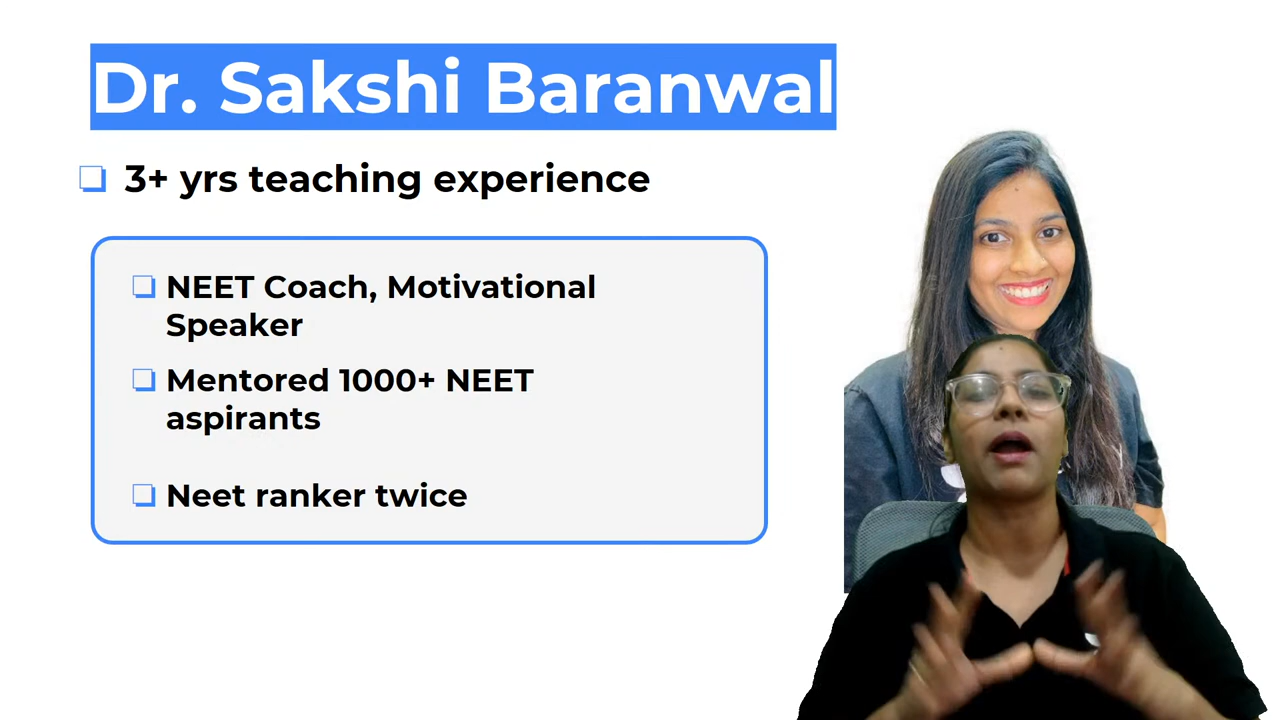 Dr. Sakshi Baranwal
3+ yrs teaching experience
NEET Coach, Motivational
Speaker
Mentored 1000+ NEET
aspirants
Neet ranker twice